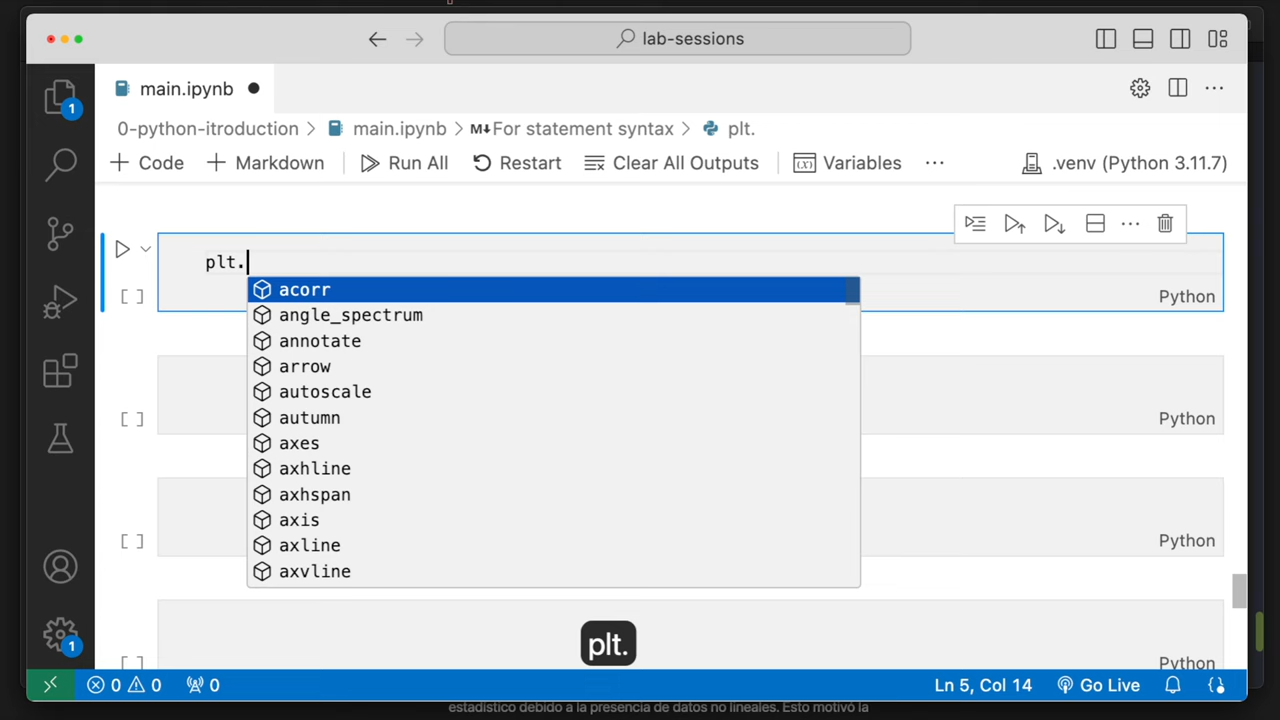 lab-sessions
main.ipynb
0-python-itroduction > main.ipynb > M↓For statement syntax > plt.
+ Code + Markdown Run All Restart Clear All Outputs (x) Variables ··· .venv (Python 3.11.7)
1
plt.
[ ]
Python
acorr
angle_spectrum
annotate
arrow
autoscale
autumn
[ ]
Python
axes
axhline
axhspan
axis
[ ]
Python
axline
axvline
plt.
1
[ ]
Python
0 0 0
Ln 5, Col 14 Go Live
estadístico debido a la presencia de datos no lineales. Esto motivó la